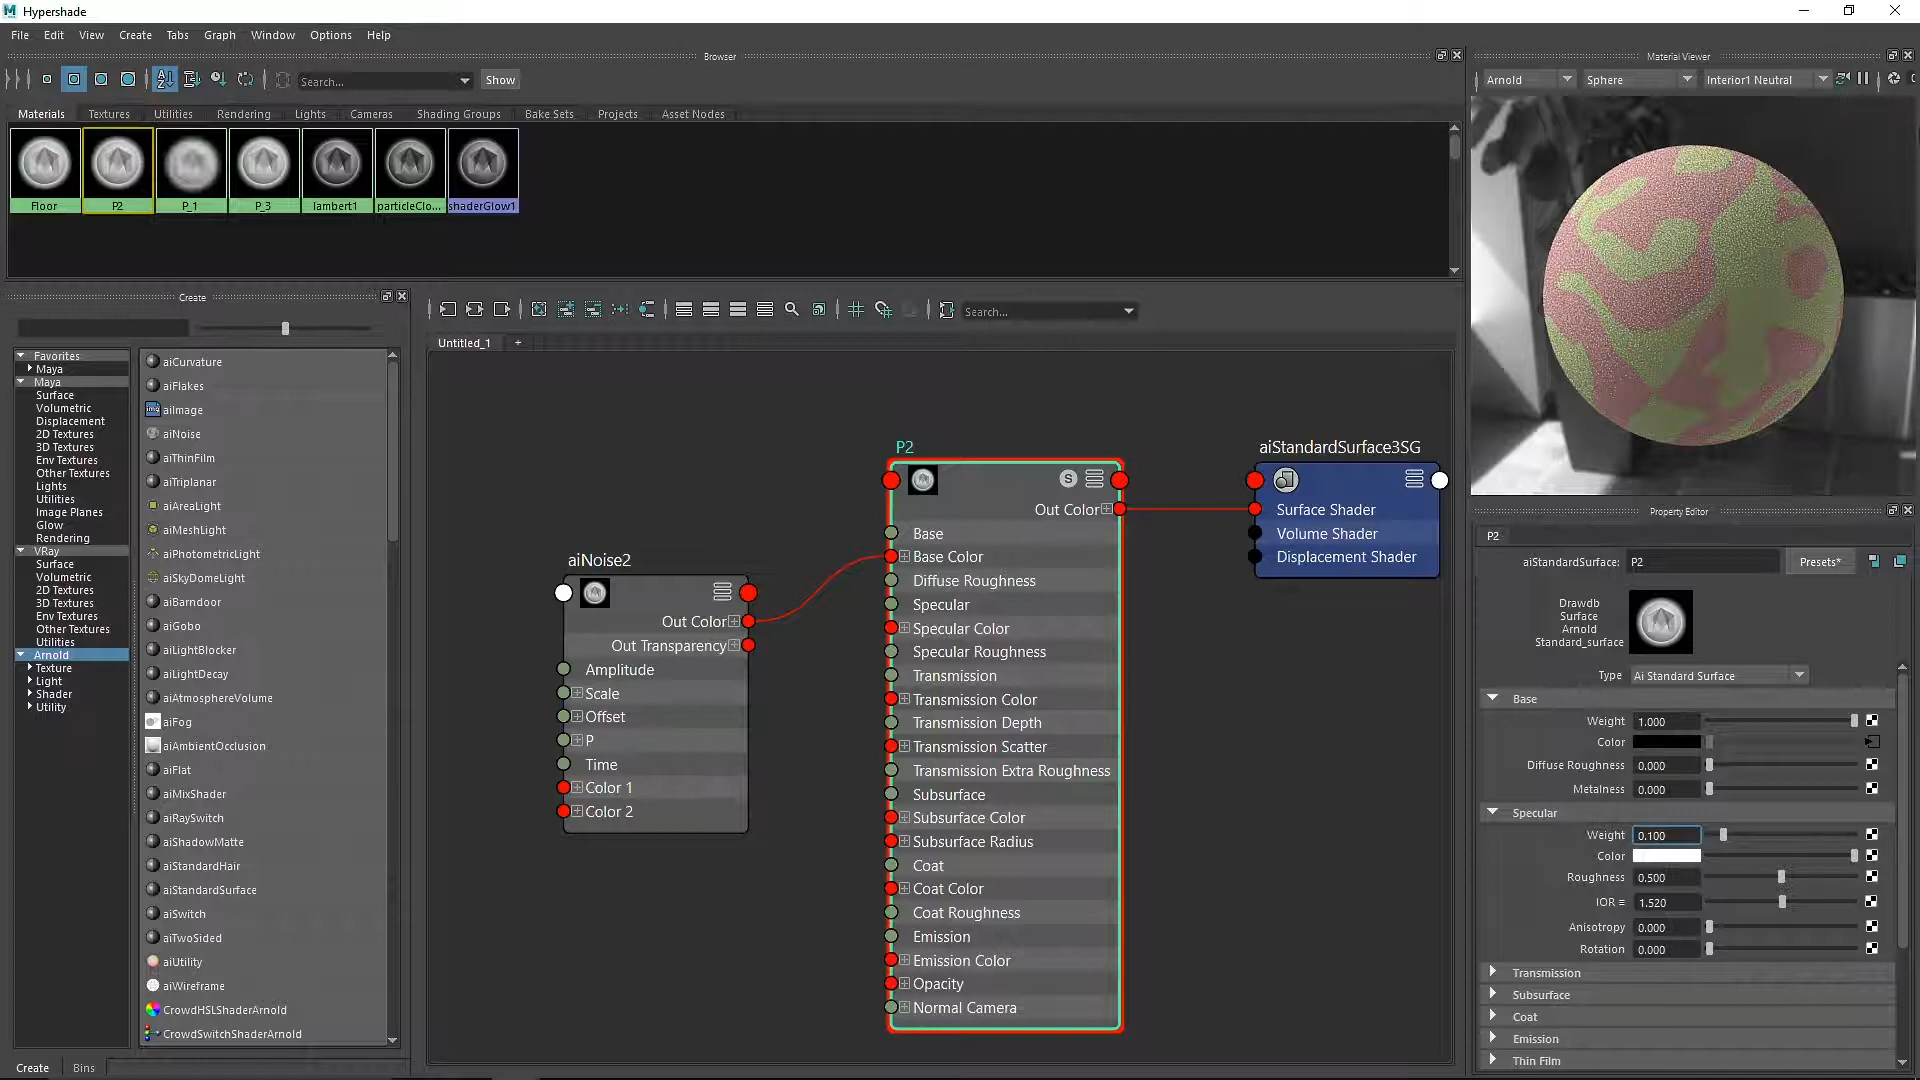 Hypershade
File Edit View Create Tabs Graph Window Options Help
Browser
Search... Show
Materials Textures Utilities Rendering Lights Cameras Shading Groups Bake Sets Projects Asset Nodes
Floor P2 P_1 P_3 lambert1 particleClo... shaderGlow1
Material Viewer
Arnold Sphere Interior1 Neutral
Create
Favorites
Maya
Maya
Surface
Volumetric
Displacement
2D Textures
3D Textures
Env Textures
Other Textures
Lights
Utilities
Image Planes
Glow
Rendering
VRay
Surface
Volumetric
2D Textures
3D Textures
Env Textures
Other Textures
Utilities
Arnold
Texture
Light
Shader
Utility
aiCurvature
aiFlakes
aiImage
aiNoise
aiThinFilm
aiTriplanar
aiAreaLight
aiMeshLight
aiPhotometricLight
aiSkyDomeLight
aiBarndoor
aiGobo
aiLightBlocker
aiLightDecay
aiAtmosphereVolume
aiFog
aiAmbientOcclusion
aiFlat
aiMixShader
aiRaySwitch
aiShadowMatte
aiStandardHair
aiStandardSurface
aiSwitch
aiTwoSided
aiUtility
aiWireframe
CrowdHSLShaderArnold
CrowdSwitchShaderArnold
Create Bins
Search...
Untitled_1 +
aiNoise2
Out Color
Out Transparency
Amplitude
Scale
Offset
P
Time
Color 1
Color 2
P2
S
Out Color
Base
Base Color
Diffuse Roughness
Specular
Specular Color
Specular Roughness
Transmission
Transmission Color
Transmission Depth
Transmission Scatter
Transmission Extra Roughness
Subsurface
Subsurface Color
Subsurface Radius
Coat
Coat Color
Coat Roughness
Emission
Emission Color
Opacity
Normal Camera
aiStandardSurface3SG
Surface Shader
Volume Shader
Displacement Shader
Property Editor
P2
aiStandardSurface: P2 Presets*
Drawdb
Surface
Arnold
Standard_surface
Type Ai Standard Surface
Base
Weight 1.000
Color
Diffuse Roughness 0.000
Metalness 0.000
Specular
Weight 0.100
Color
Roughness 0.500
IOR = 1.520
Anisotropy 0.000
Rotation 0.000
Transmission
Subsurface
Coat
Emission
Thin Film